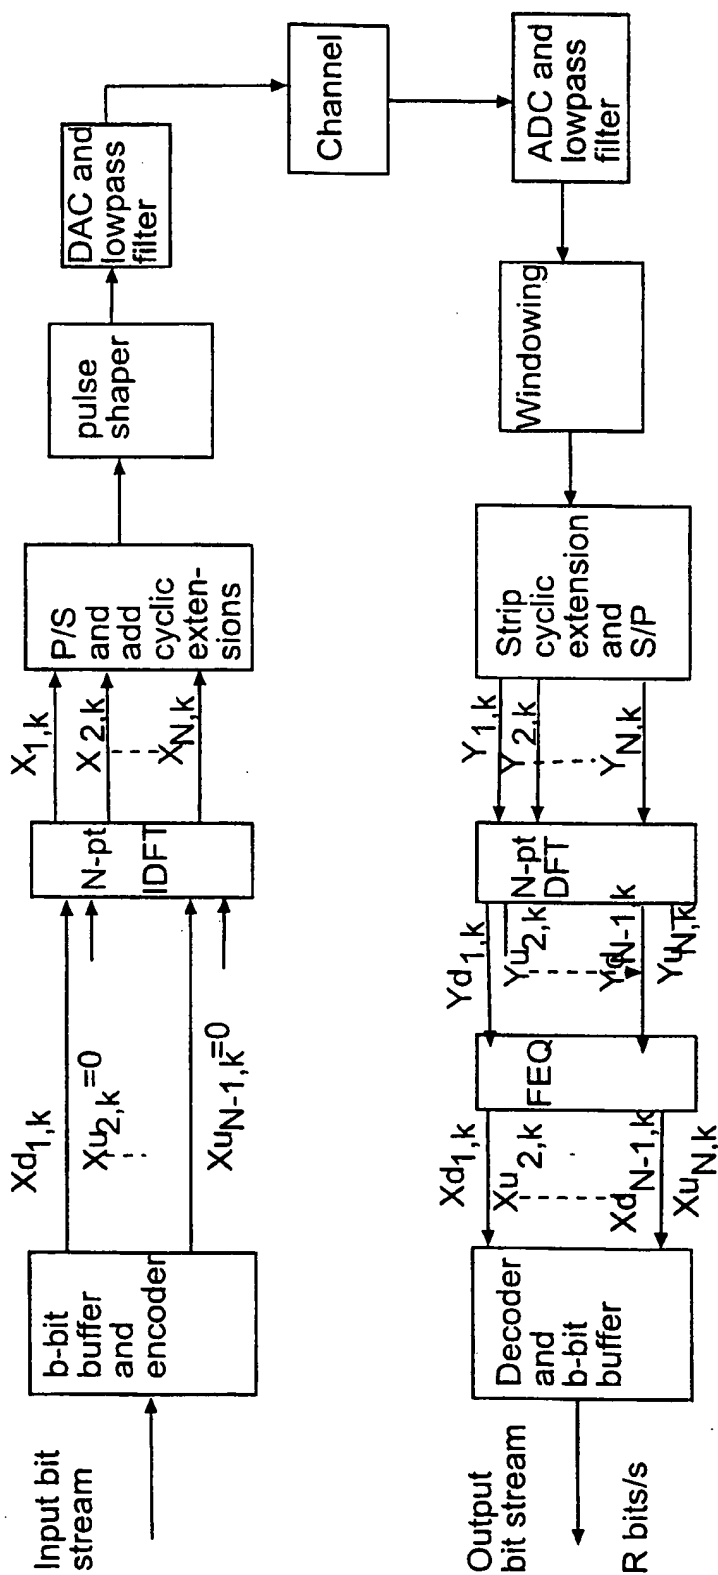 Input bit
stream
b-bit
buffer
and
encoder
Xd1,k
Xu2,k=0
XuN-1,k=0
N-pt
IDFT
X1,k
X2,k
XN,k
P/S
and
add
cyclic
exten-
sions
pulse
shaper
DAC and
lowpass
filter
Channel
ADC and
lowpass
filter
Windowing
Strip
cyclic
extension
and
S/P
Y1,k
Y2,k
YN,k
N-pt
DFT
Yd1,k
Yu2,k
YdN-1,k
YuN,k
FEQ
Xd1,k
Xu2,k
XdN-1,k
XuN,k
Decoder
and
b-bit
buffer
Output
bit stream
R bits/s